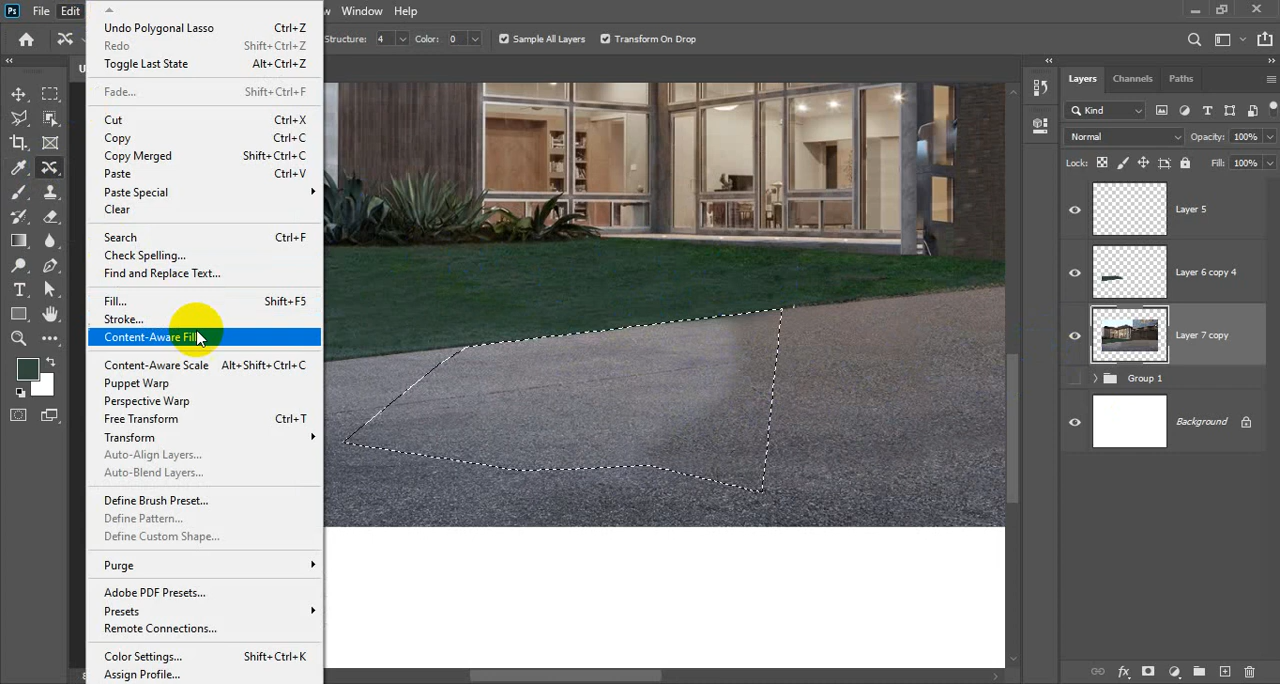 Ps File Edit w Window Help
Structure: 4 Color: 0 Sample All Layers Transform On Drop
Undo Polygonal Lasso Ctrl+Z
Redo Shift+Ctrl+Z
Toggle Last State Alt+Ctrl+Z
Fade... Shift+Ctrl+F
Cut Ctrl+X
Copy Ctrl+C
Copy Merged Shift+Ctrl+C
Paste Ctrl+V
Paste Special
Clear
Search Ctrl+F
Check Spelling...
Find and Replace Text...
Fill... Shift+F5
Stroke...
Content-Aware Fill
Content-Aware Scale Alt+Shift+Ctrl+C
Puppet Warp
Perspective Warp
Free Transform Ctrl+T
Transform
Auto-Align Layers...
Auto-Blend Layers...
Define Brush Preset...
Define Pattern...
Define Custom Shape...
Purge
Adobe PDF Presets...
Presets
Remote Connections...
Color Settings... Shift+Ctrl+K
Assign Profile...
Layers Channels Paths
Kind
Normal Opacity: 100%
Lock: Fill: 100%
Layer 5
Layer 6 copy 4
Layer 7 copy
Group 1
Background